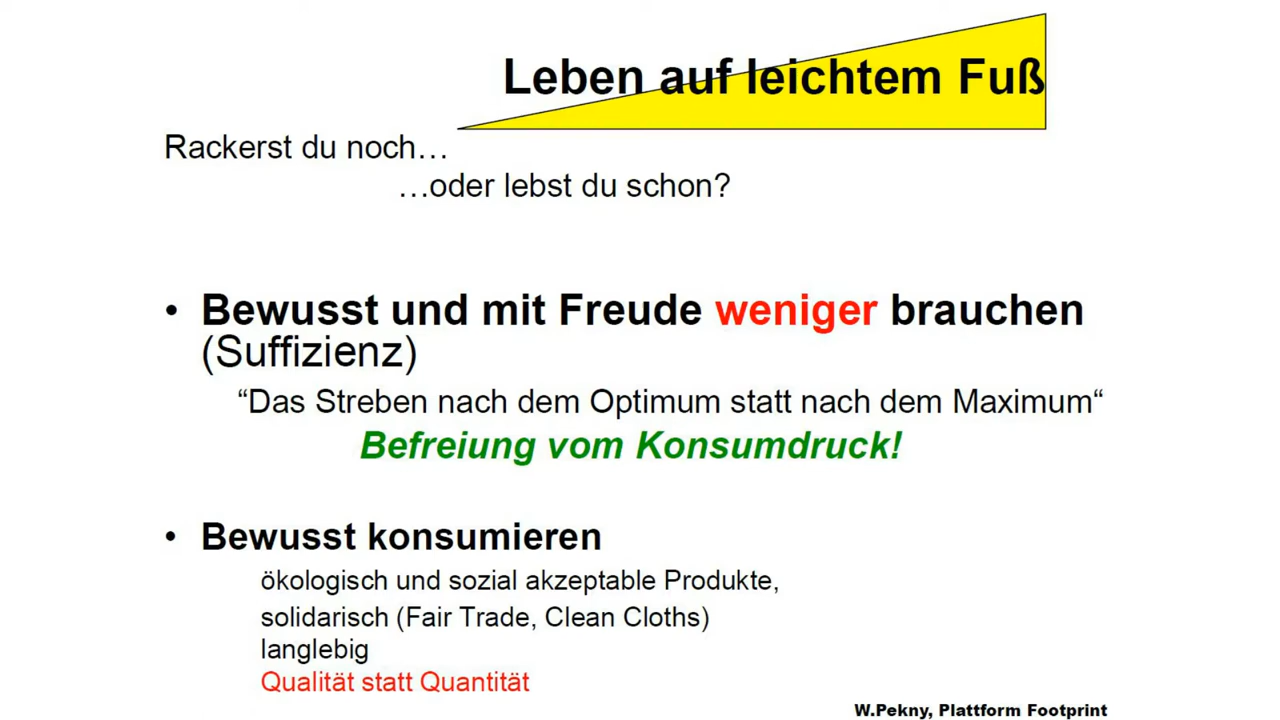 Leben auf leichtem Fuß
Rackerst du noch…
…oder lebst du schon?
• Bewusst und mit Freude weniger brauchen
(Suffizienz)
“Das Streben nach dem Optimum statt nach dem Maximum“
Befreiung vom Konsumdruck!
• Bewusst konsumieren
ökologisch und sozial akzeptable Produkte,
solidarisch (Fair Trade, Clean Cloths)
langlebig
Qualität statt Quantität
W.Pekny, Plattform Footprint